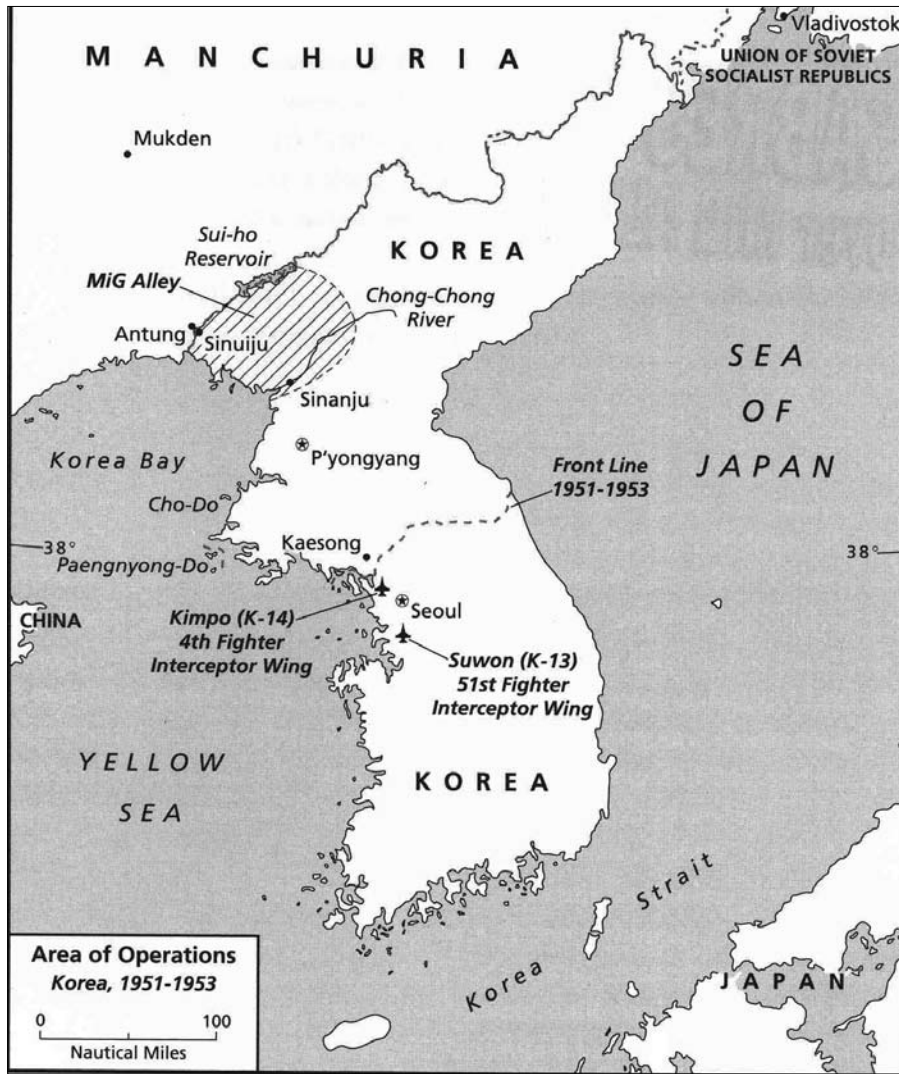 Vladivostok
MANCHURIA
UNION OF SOVIET
SOCIALIST REPUBLICS
Mukden
Sui-ho
Reservoir
KOREA
MiG Alley
Chong-Chong
River
Antung
Sinuiju
SEA
OF
JAPAN
Sinanju
P'yongyang
Korea Bay
Front Line
1951-1953
Cho-Do
38°
Kaesong
38°
Paengnyong-Do
CHINA
Kimpo (K-14)
4th Fighter
Interceptor Wing
Seoul
Suwon (K-13)
51st Fighter
Interceptor Wing
YELLOW
SEA
KOREA
Korea Strait
JAPAN
Area of Operations
Korea, 1951-1953
0 100
Nautical Miles